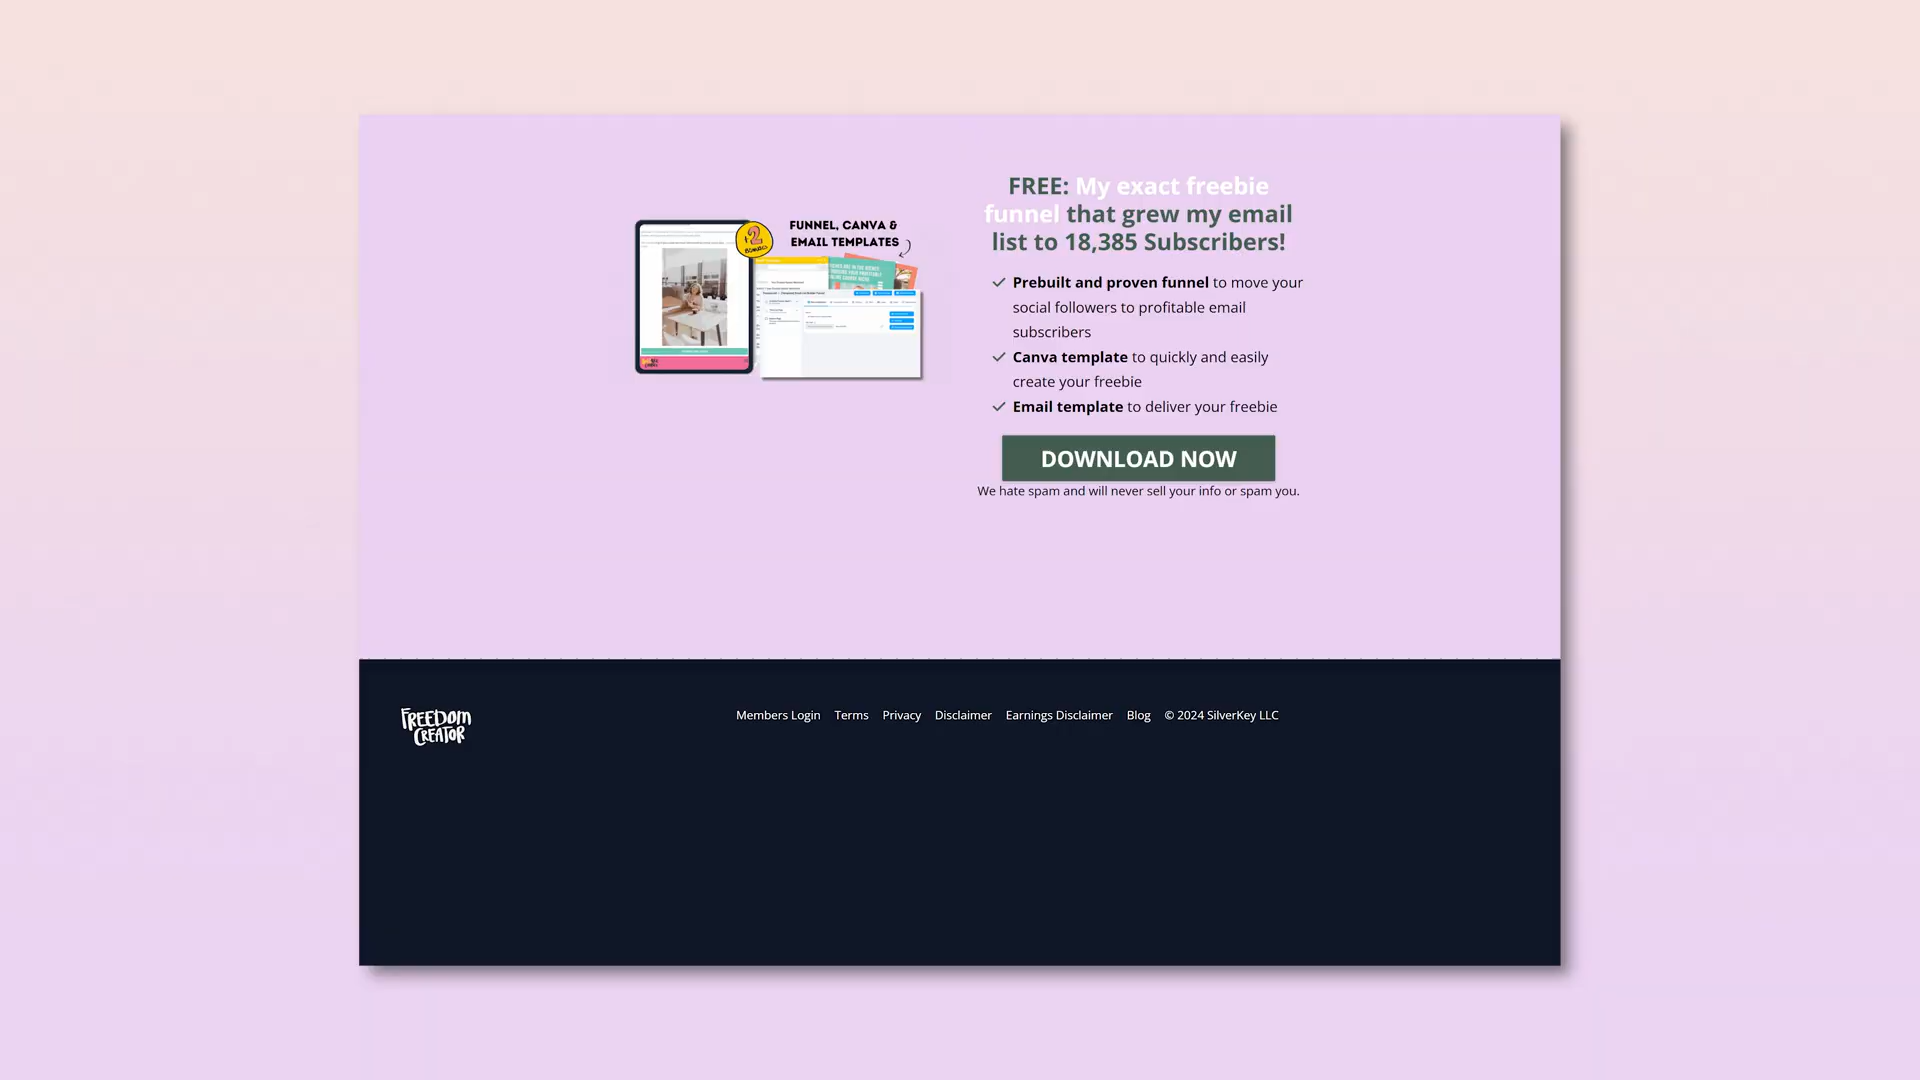 FREE: My exact freebie
funnel that grew my email
list to 18,385 Subscribers!
FUNNEL, CANVA &
EMAIL TEMPLATES
+2
BONUSES
Prebuilt and proven funnel to move your
social followers to profitable email
subscribers
Canva template to quickly and easily
create your freebie
Email template to deliver your freebie
DOWNLOAD NOW
We hate spam and will never sell your info or spam you.
FREEDOM
CREATOR
Members Login Terms Privacy Disclaimer Earnings Disclaimer Blog © 2024 SilverKey LLC